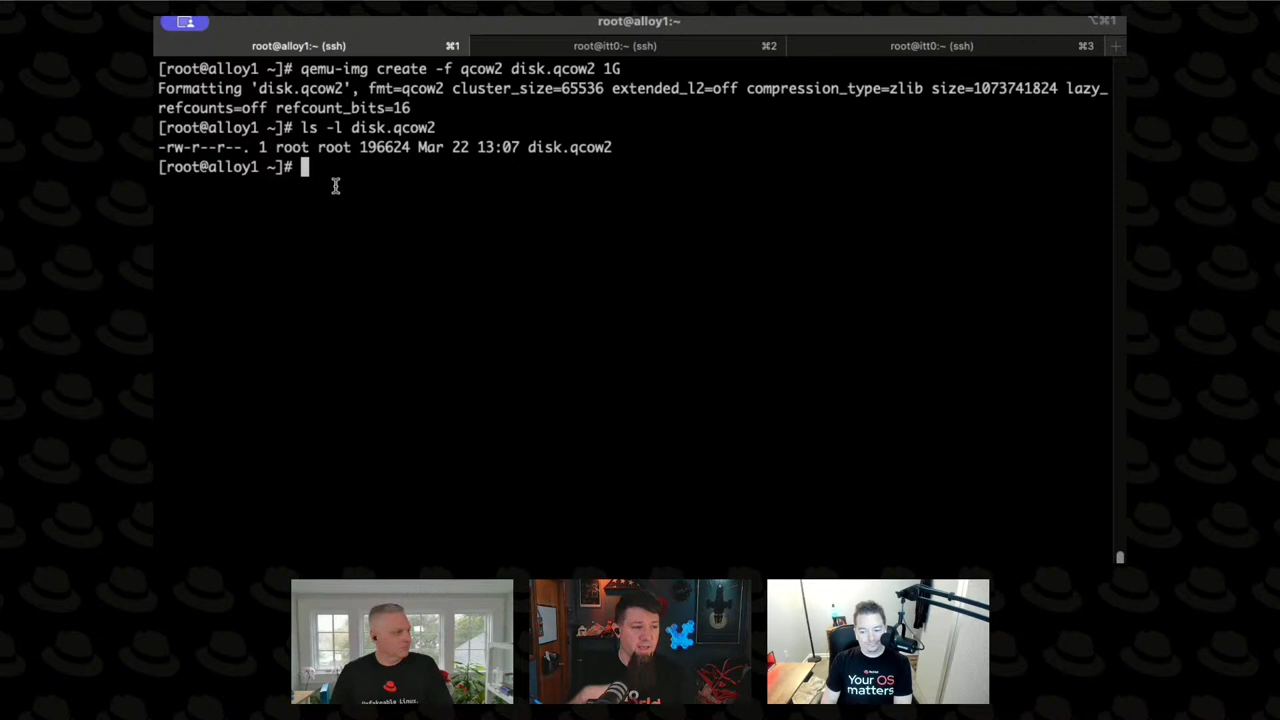 root@alloy1:~
⌥⌘1
root@alloy1:~ (ssh) ⌘1
root@itt0:~ (ssh) ⌘2
root@itt0:~ (ssh) ⌘3
[root@alloy1 ~]# qemu-img create -f qcow2 disk.qcow2 1G
Formatting 'disk.qcow2', fmt=qcow2 cluster_size=65536 extended_l2=off compression_type=zlib size=1073741824 lazy_
refcounts=off refcount_bits=16
[root@alloy1 ~]# ls -l disk.qcow2
-rw-r--r--. 1 root root 196624 Mar 22 13:07 disk.qcow2
[root@alloy1 ~]#
Unfakeable Linux.
Your OS
matters